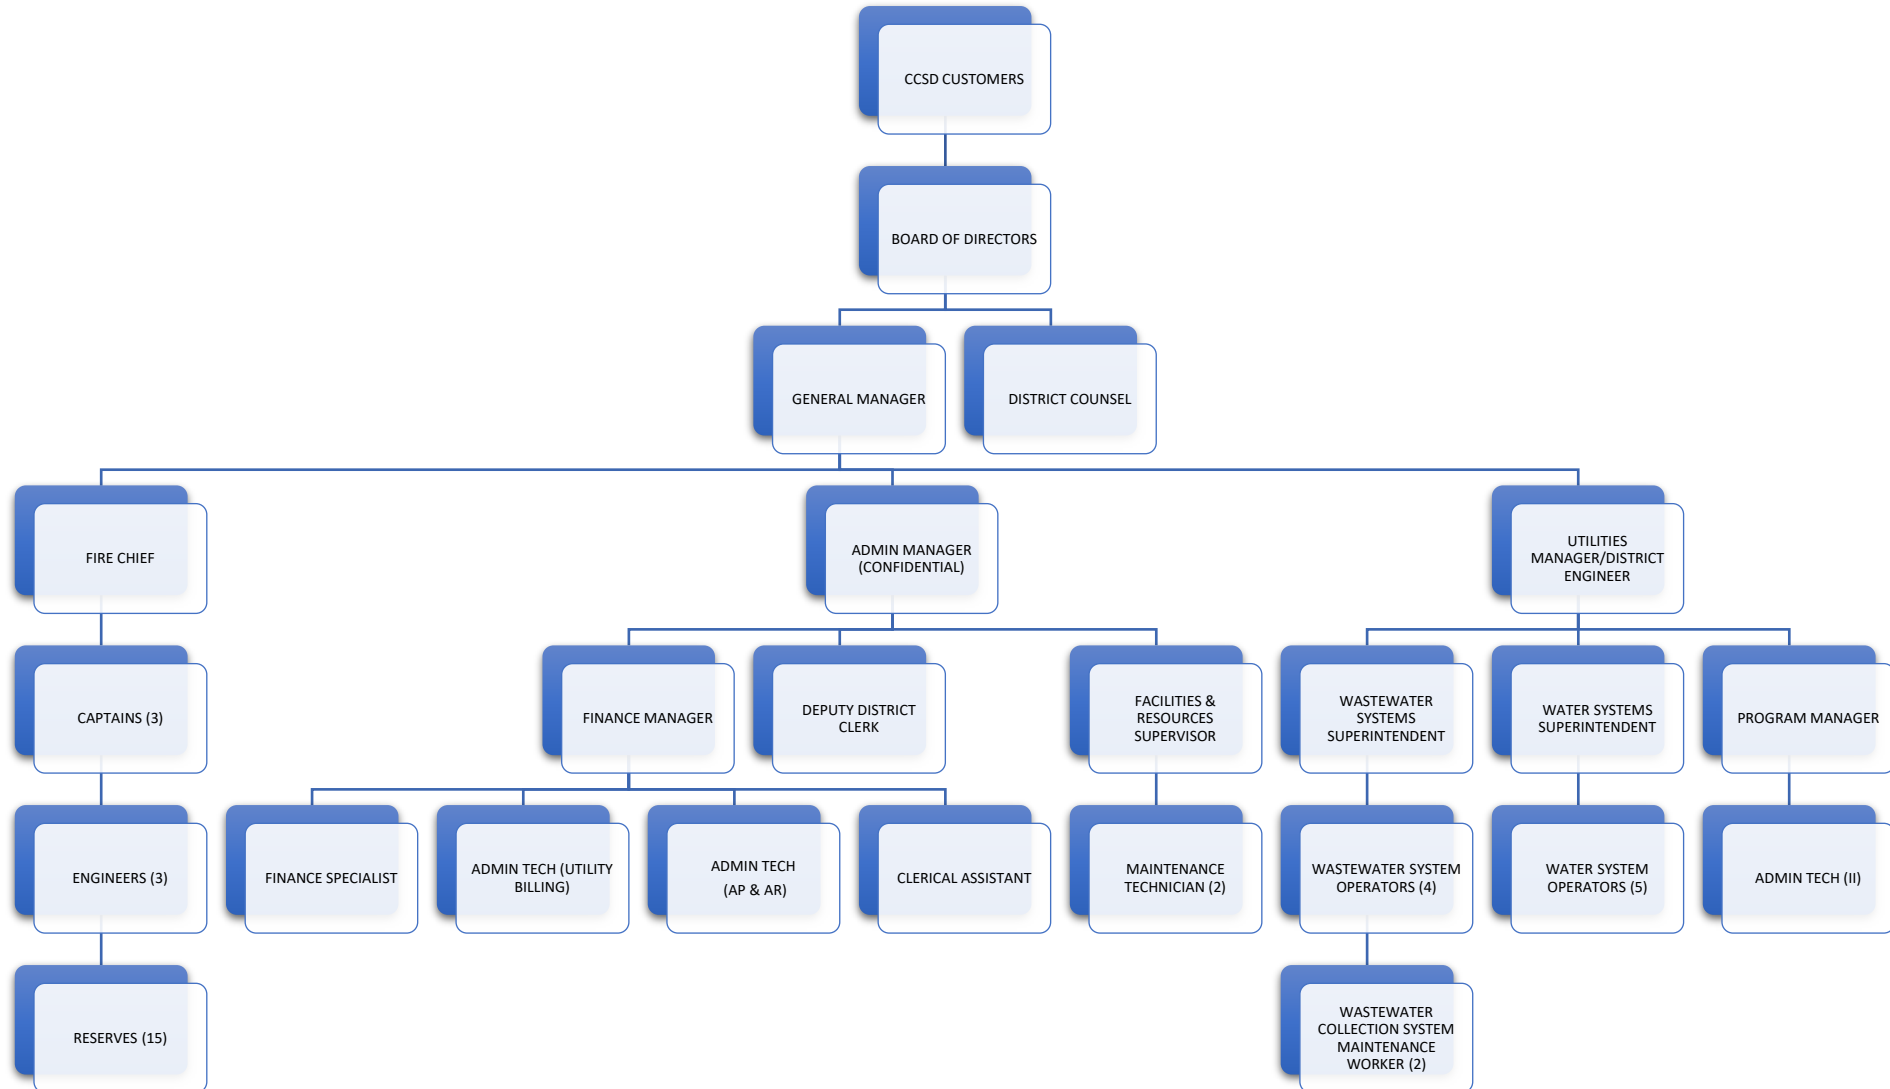 CCSD CUSTOMERS
BOARD OF DIRECTORS
GENERAL MANAGER
DISTRICT COUNSEL
FIRE CHIEF
ADMIN MANAGER
(CONFIDENTIAL)
UTILITIES
MANAGER/DISTRICT
ENGINEER
CAPTAINS (3)
FINANCE MANAGER
DEPUTY DISTRICT
CLERK
FACILITIES &
RESOURCES
SUPERVISOR
WASTEWATER
SYSTEMS
SUPERINTENDENT
WATER SYSTEMS
SUPERINTENDENT
PROGRAM MANAGER
ENGINEERS (3)
FINANCE SPECIALIST
ADMIN TECH (UTILITY
BILLING)
ADMIN TECH
(AP & AR)
CLERICAL ASSISTANT
MAINTENANCE
TECHNICIAN (2)
WASTEWATER SYSTEM
OPERATORS (4)
WATER SYSTEM
OPERATORS (5)
ADMIN TECH (II)
RESERVES (15)
WASTEWATER
COLLECTION SYSTEM
MAINTENANCE
WORKER (2)